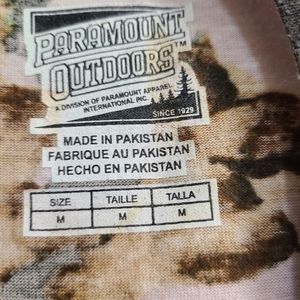 PARAMOUNT
OUTDOORS™
A DIVISION OF PARAMOUNT APPAREL
INTERNATIONAL INC.
SINCE 1929
MADE IN PAKISTAN
FABRIQUE AU PAKISTAN
HECHO EN PAKISTAN
SIZE TAILLE TALLA
M M M